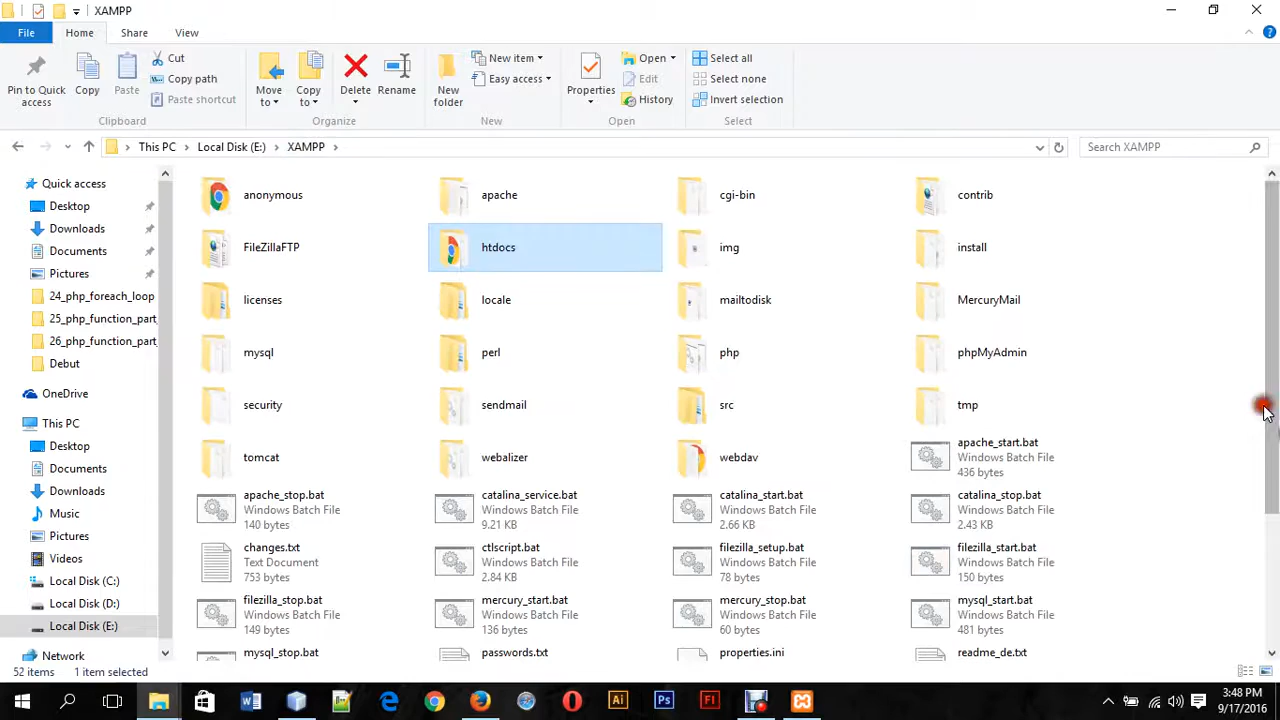 XAMPP
File Home Share View
Pin to Quick access
Copy
Paste
Cut
Copy path
Paste shortcut
Clipboard
Move to
Copy to
Delete
Rename
Organize
New folder
New item
Easy access
New
Properties
Open
Edit
History
Open
Select all
Select none
Invert selection
Select
This PC
Local Disk (E:)
XAMPP
Search XAMPP
Quick access
Desktop
Downloads
Documents
Pictures
24_php_foreach_loop
25_php_function_part_
26_php_function_part_
Debut
OneDrive
This PC
Desktop
Documents
Downloads
Music
Pictures
Videos
Local Disk (C:)
Local Disk (D:)
Local Disk (E:)
Network
anonymous
apache
cgi-bin
contrib
FileZillaFTP
htdocs
img
install
licenses
locale
mailtodisk
MercuryMail
mysql
perl
php
phpMyAdmin
security
sendmail
src
tmp
tomcat
webalizer
webdav
apache_start.bat
Windows Batch File
436 bytes
apache_stop.bat
Windows Batch File
140 bytes
catalina_service.bat
Windows Batch File
9.21 KB
catalina_start.bat
Windows Batch File
2.66 KB
catalina_stop.bat
Windows Batch File
2.43 KB
changes.txt
Text Document
753 bytes
ctlscript.bat
Windows Batch File
2.84 KB
filezilla_setup.bat
Windows Batch File
78 bytes
filezilla_start.bat
Windows Batch File
150 bytes
filezilla_stop.bat
Windows Batch File
149 bytes
mercury_start.bat
Windows Batch File
136 bytes
mercury_stop.bat
Windows Batch File
60 bytes
mysql_start.bat
Windows Batch File
481 bytes
mysql_stop.bat
passwords.txt
properties.ini
readme_de.txt
52 items
1 item selected
Ai
Ps
Fl
3:48 PM
9/17/2016